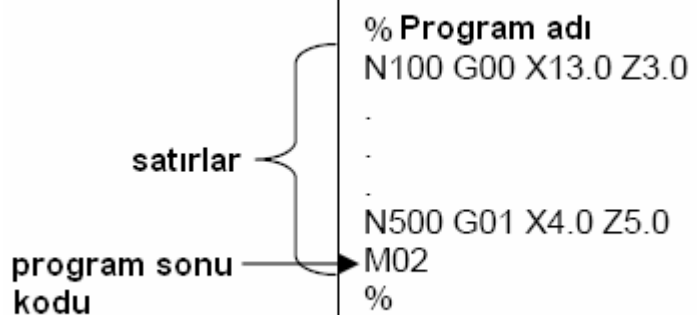 % Program adı
N100 G00 X13.0 Z3.0
.
.
.
satırlar
N500 G01 X4.0 Z5.0
program sonu
kodu
M02
%